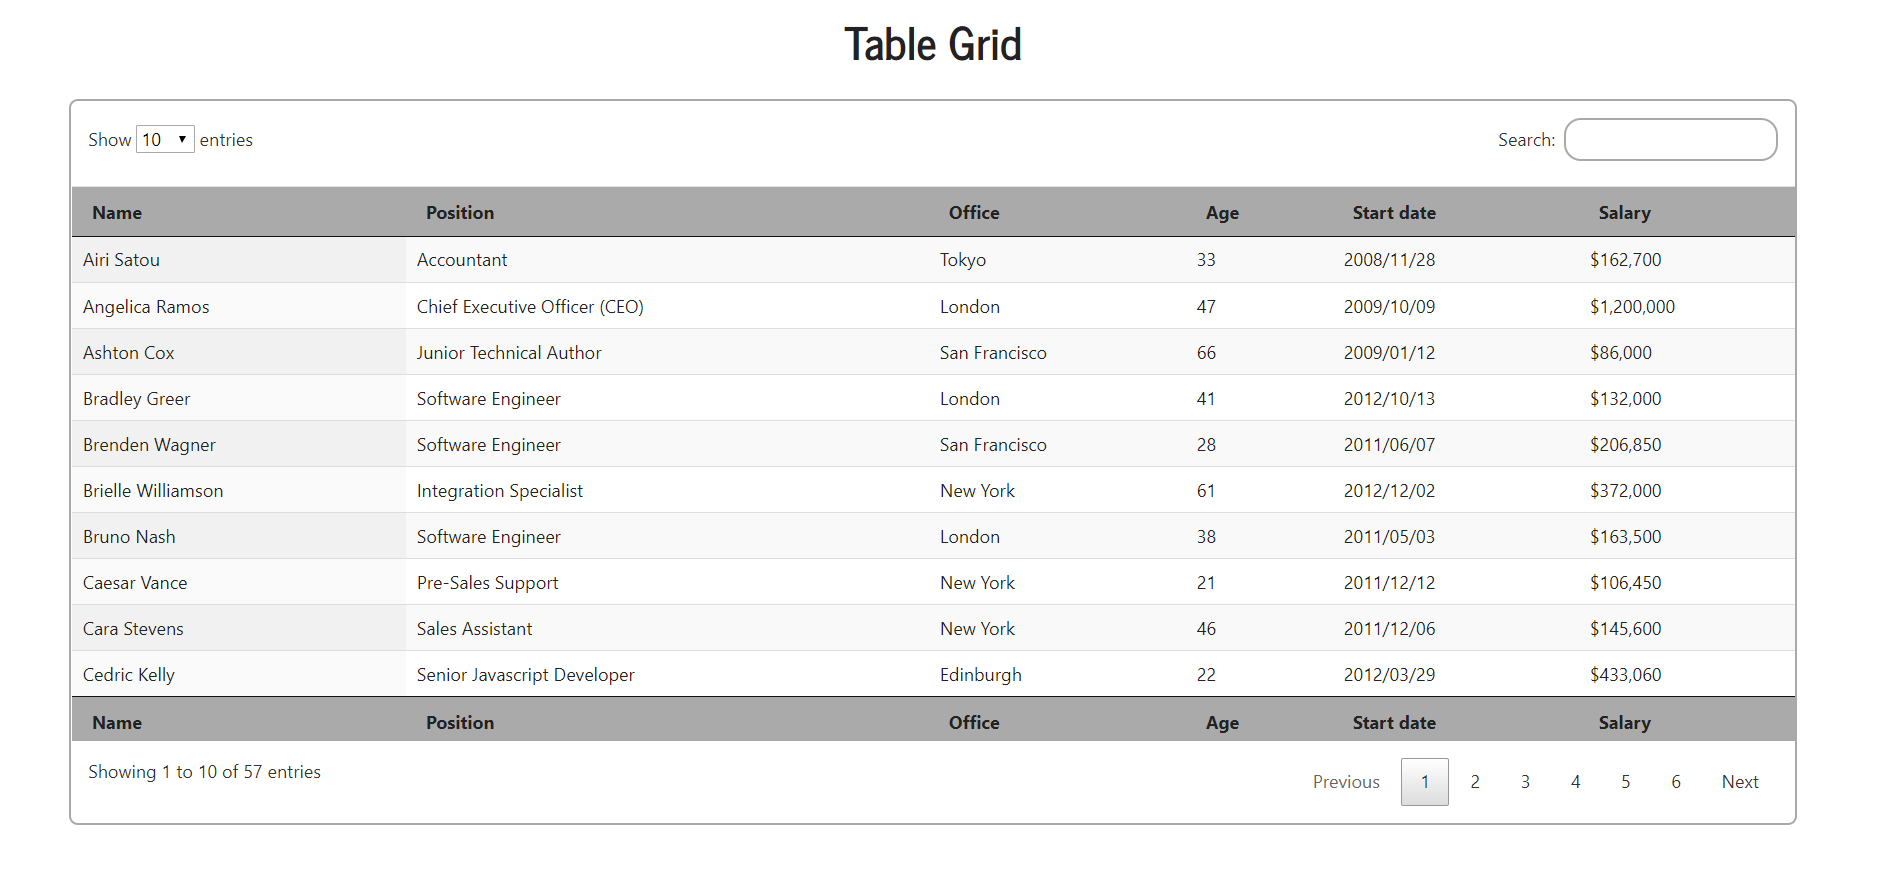 Table Grid
Show 10 entries Search:
Name Position Office Age Start date Salary
Airi Satou Accountant Tokyo 33 2008/11/28 $162,700
Angelica Ramos Chief Executive Officer (CEO) London 47 2009/10/09 $1,200,000
Ashton Cox Junior Technical Author San Francisco 66 2009/01/12 $86,000
Bradley Greer Software Engineer London 41 2012/10/13 $132,000
Brenden Wagner Software Engineer San Francisco 28 2011/06/07 $206,850
Brielle Williamson Integration Specialist New York 61 2012/12/02 $372,000
Bruno Nash Software Engineer London 38 2011/05/03 $163,500
Caesar Vance Pre-Sales Support New York 21 2011/12/12 $106,450
Cara Stevens Sales Assistant New York 46 2011/12/06 $145,600
Cedric Kelly Senior Javascript Developer Edinburgh 22 2012/03/29 $433,060
Name Position Office Age Start date Salary
Showing 1 to 10 of 57 entries
Previous 1 2 3 4 5 6 Next